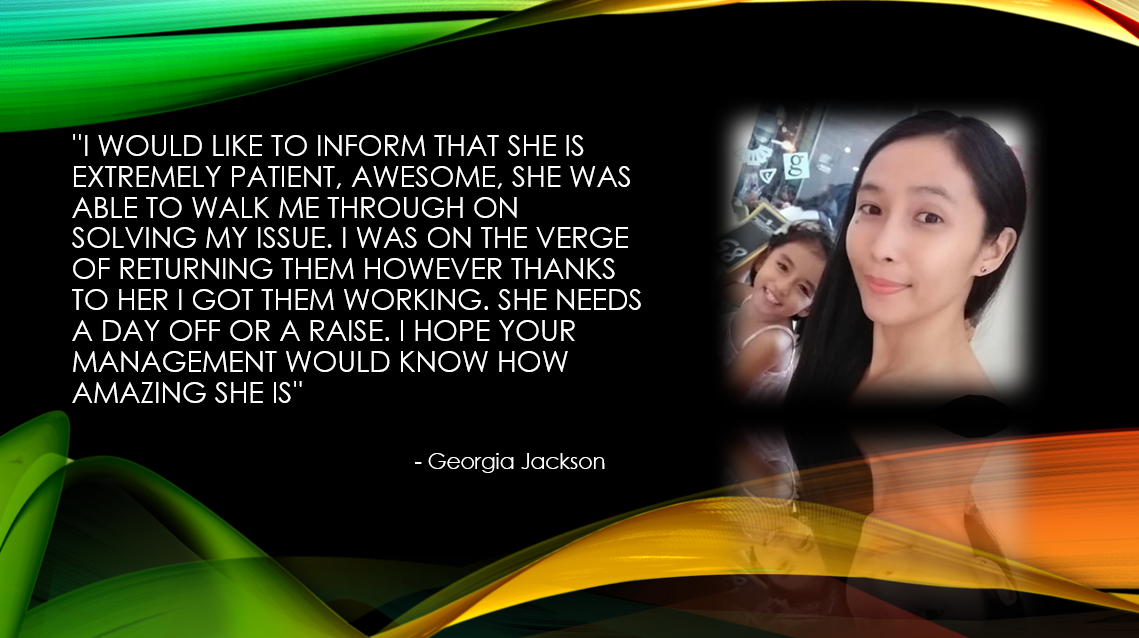 "I WOULD LIKE TO INFORM THAT SHE IS
EXTREMELY PATIENT, AWESOME, SHE WAS
ABLE TO WALK ME THROUGH ON
SOLVING MY ISSUE. I WAS ON THE VERGE
OF RETURNING THEM HOWEVER THANKS
TO HER I GOT THEM WORKING. SHE NEEDS
A DAY OFF OR A RAISE. I HOPE YOUR
MANAGEMENT WOULD KNOW HOW
AMAZING SHE IS"
- Georgia Jackson
g